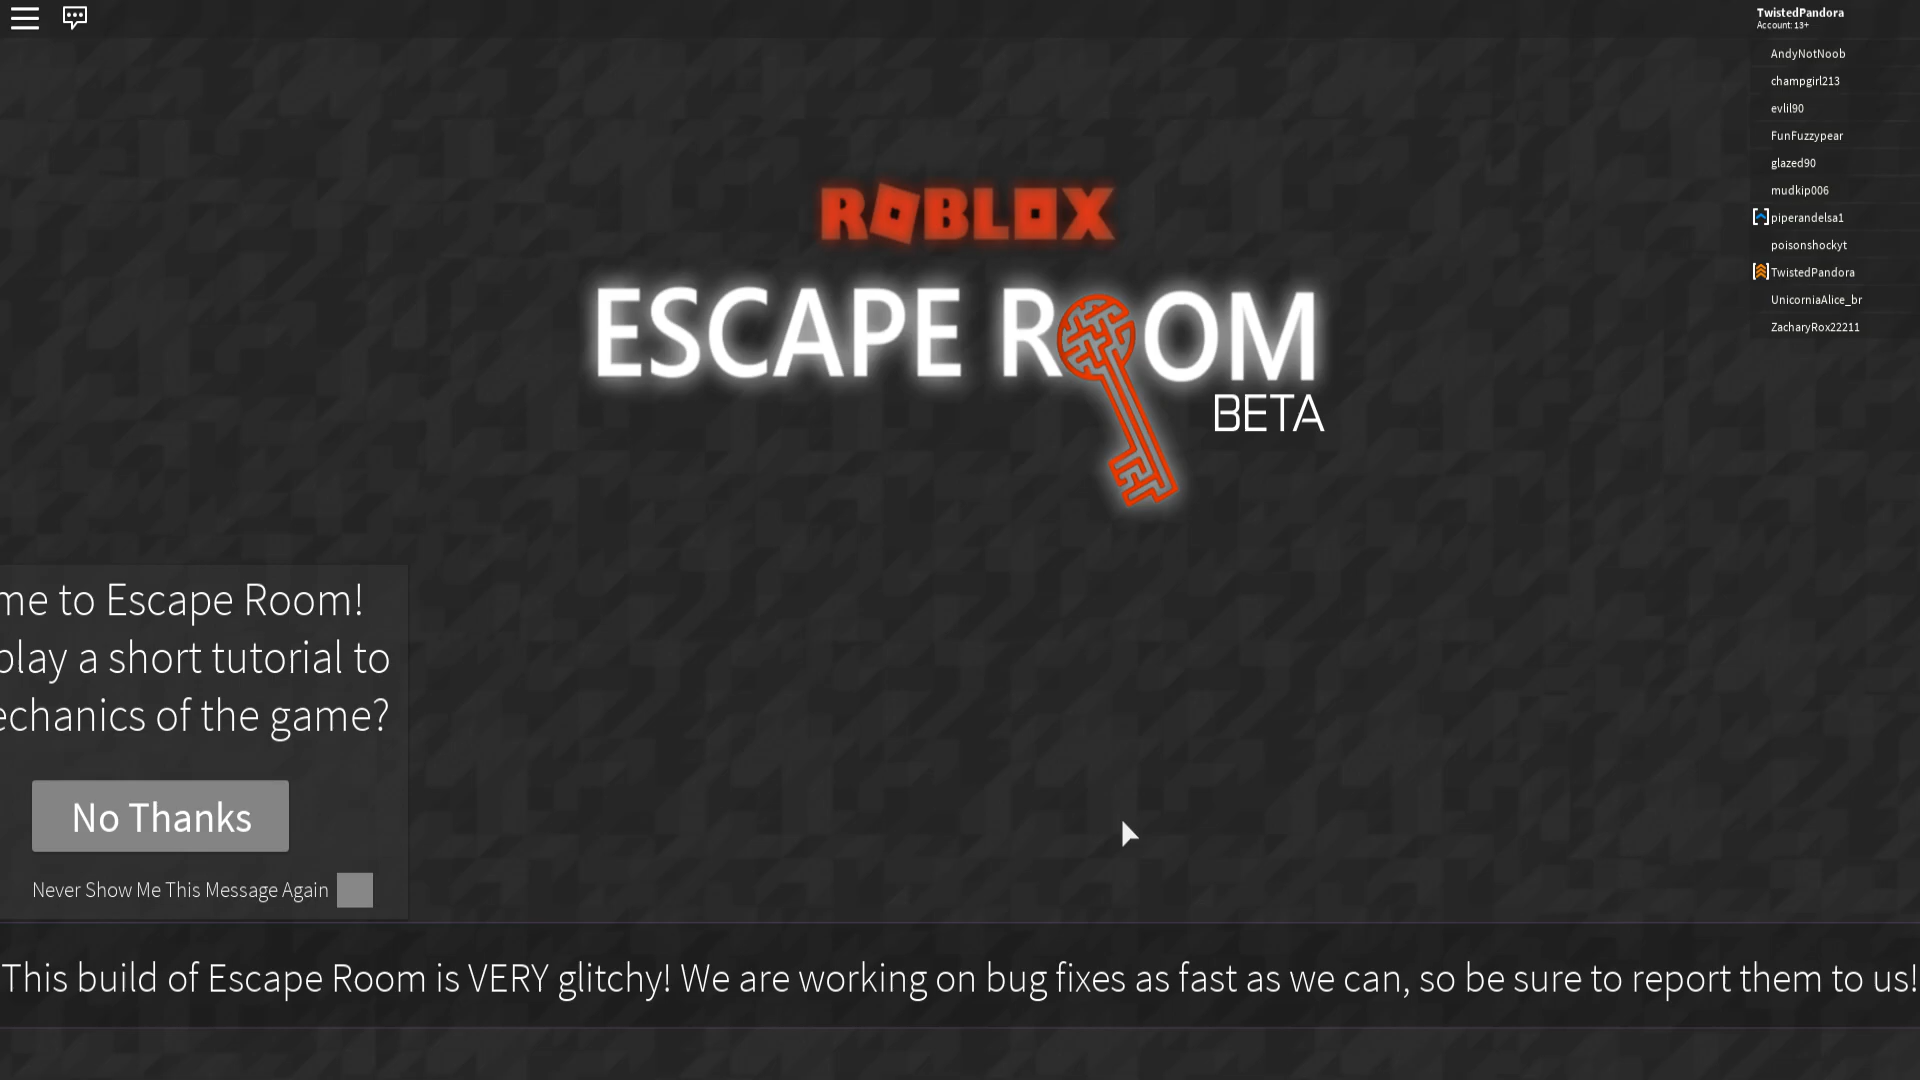 TwistedPandora
Account: 13+
AndyNotNoob
champgirl213
evlil90
FunFuzzypear
glazed90
mudkip006
piperandelsa1
poisonshockyt
TwistedPandora
UnicorniaAlice_br
ZacharyRox22211
ROBLOX
ESCAPE ROOM
BETA
me to Escape Room!
play a short tutorial to
echanics of the game?
No Thanks
Never Show Me This Message Again
This build of Escape Room is VERY glitchy! We are working on bug fixes as fast as we can, so be sure to report them to us!